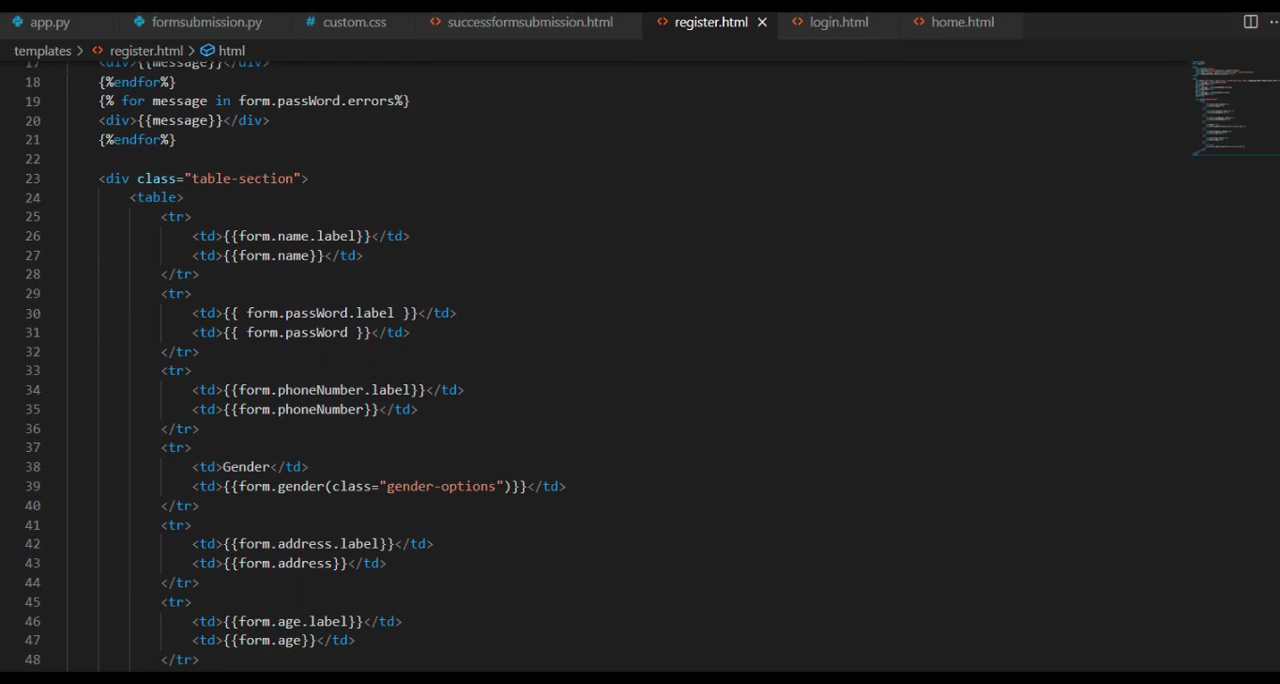 app.py formsubmission.py # custom.css <> successformsubmission.html <> register.html × <> login.html <> home.html
templates > <> register.html > html
17 <div>{{message}}</div>
18 {%endfor%}
19 {% for message in form.passWord.errors%}
20 <div>{{message}}</div>
21 {%endfor%}
22
23 <div class="table-section">
24 <table>
25 <tr>
26 <td>{{form.name.label}}</td>
27 <td>{{form.name}}</td>
28 </tr>
29 <tr>
30 <td>{{ form.passWord.label }}</td>
31 <td>{{ form.passWord }}</td>
32 </tr>
33 <tr>
34 <td>{{form.phoneNumber.label}}</td>
35 <td>{{form.phoneNumber}}</td>
36 </tr>
37 <tr>
38 <td>Gender</td>
39 <td>{{form.gender(class="gender-options")}}</td>
40 </tr>
41 <tr>
42 <td>{{form.address.label}}</td>
43 <td>{{form.address}}</td>
44 </tr>
45 <tr>
46 <td>{{form.age.label}}</td>
47 <td>{{form.age}}</td>
48 </tr>